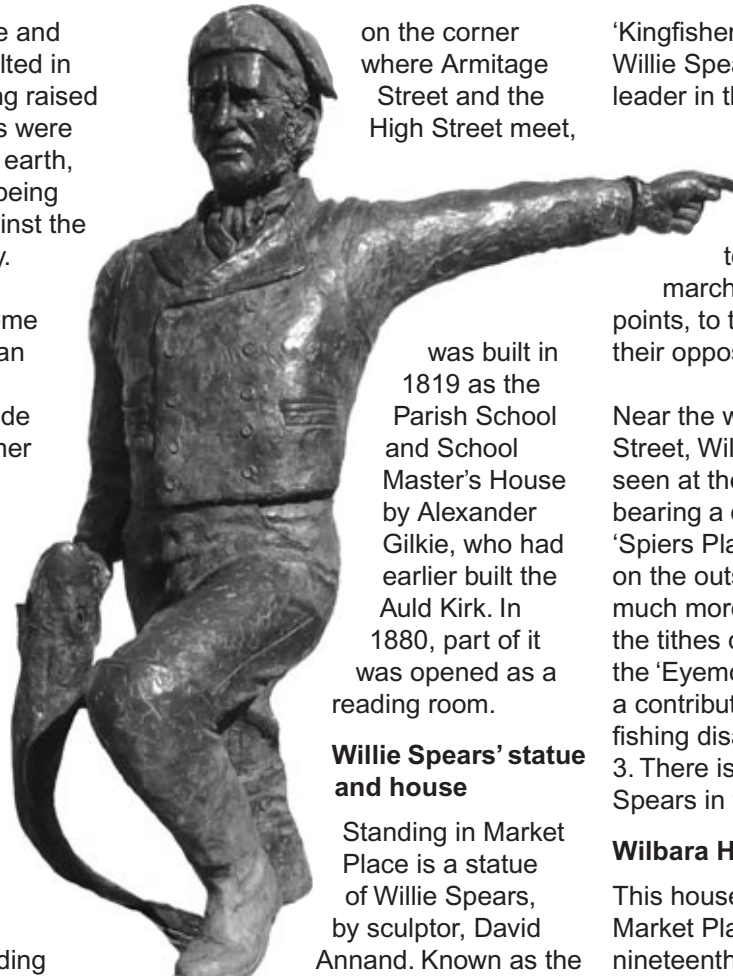 e and
lted in
ng raised
s were
earth,
being
inst the
y.
ome
an
de
her
ding
on the corner
where Armitage
Street and the
High Street meet,
was built in
1819 as the
Parish School
and School
Master’s House
by Alexander
Gilkie, who had
earlier built the
Auld Kirk. In
1880, part of it
was opened as a
reading room.
Willie Spears’ statue
and house
Standing in Market
Place is a statue
of Willie Spears,
by sculptor, David
Annand. Known as the
‘Kingfisher
Willie Spea
leader in th
to
march
points, to t
their oppos
Near the w
Street, Wil
seen at the
bearing a c
‘Spiers Pla
on the outs
much more
the tithes o
the ‘Eyemo
a contribut
fishing disa
3. There is
Spears in
Wilbara H
This house
Market Pla
nineteenth